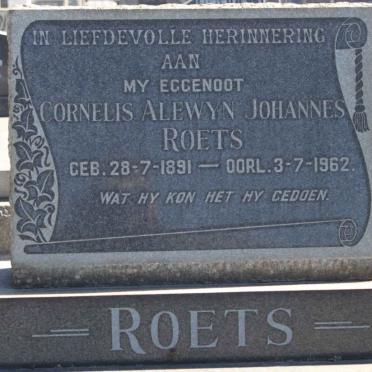 IN LIEFDEVOLLE HERINNERING
AAN
MY EGGENOOT
CORNELIS ALEWYN JOHANNES
ROETS
GEB. 28-7-1891 — OORL. 3-7-1962.
WAT HY KON HET HY GEDOEN.
— ROETS —